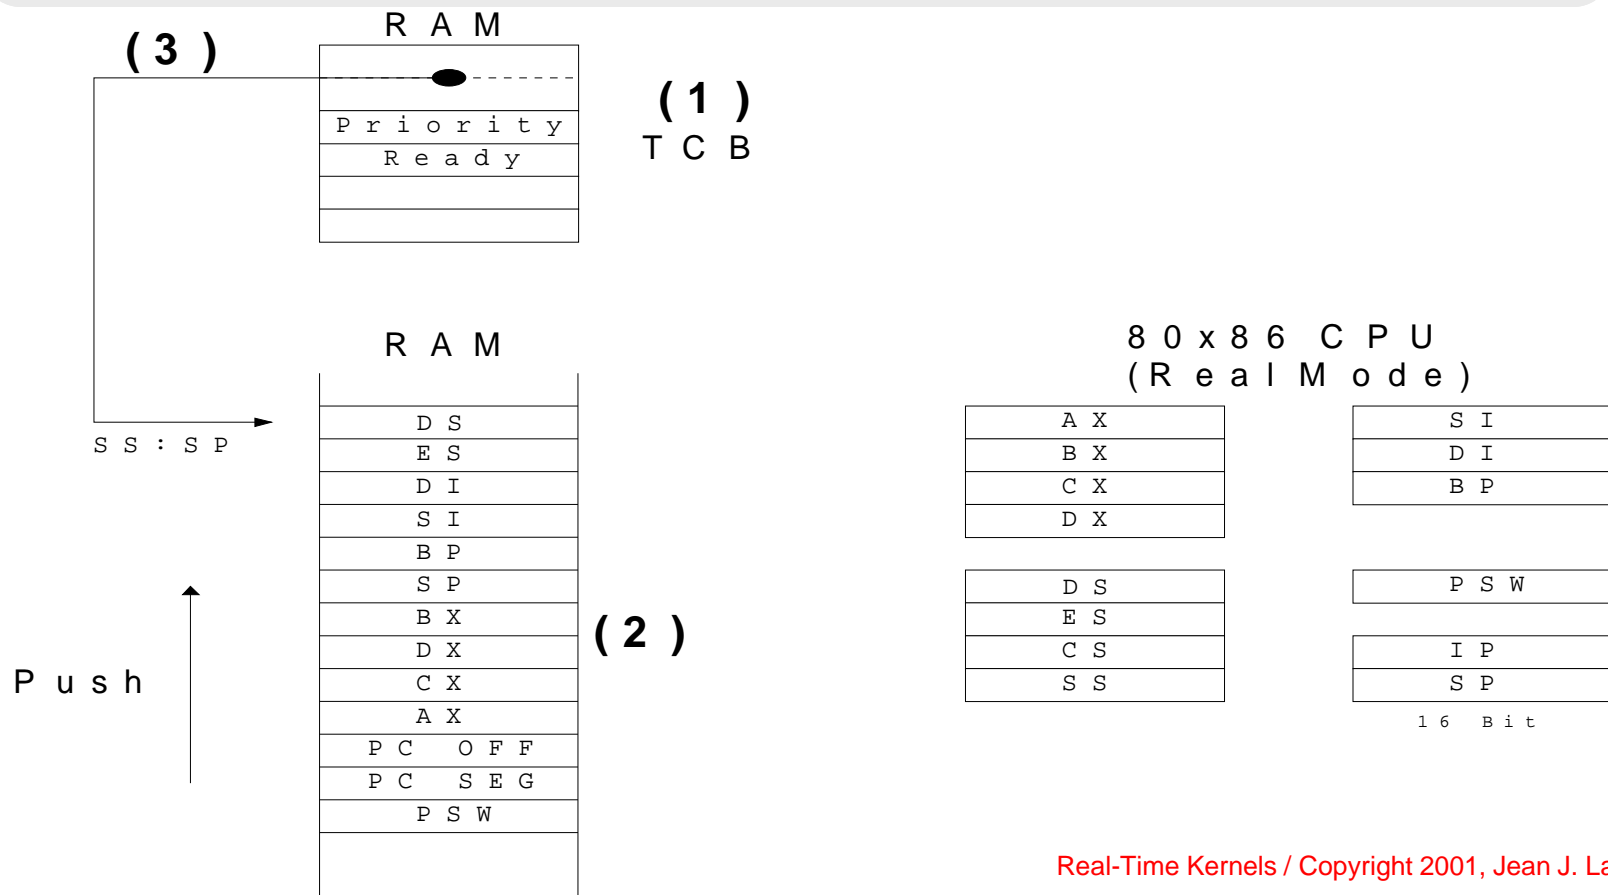 RAM
(3)
(1)
Priority
TCB
Ready
RAM
80x86 CPU
(Real Mode)
DS
SS:SP
ES
DI
SI
BP
SP
BX
(2)
DX
Push
CX
AX
PC OFF
PC SEG
PSW
AX
BX
CX
DX
DS
ES
CS
SS
SI
DI
BP
PSW
IP
SP
16 Bit
Real-Time Kernels / Copyright 2001, Jean J. La